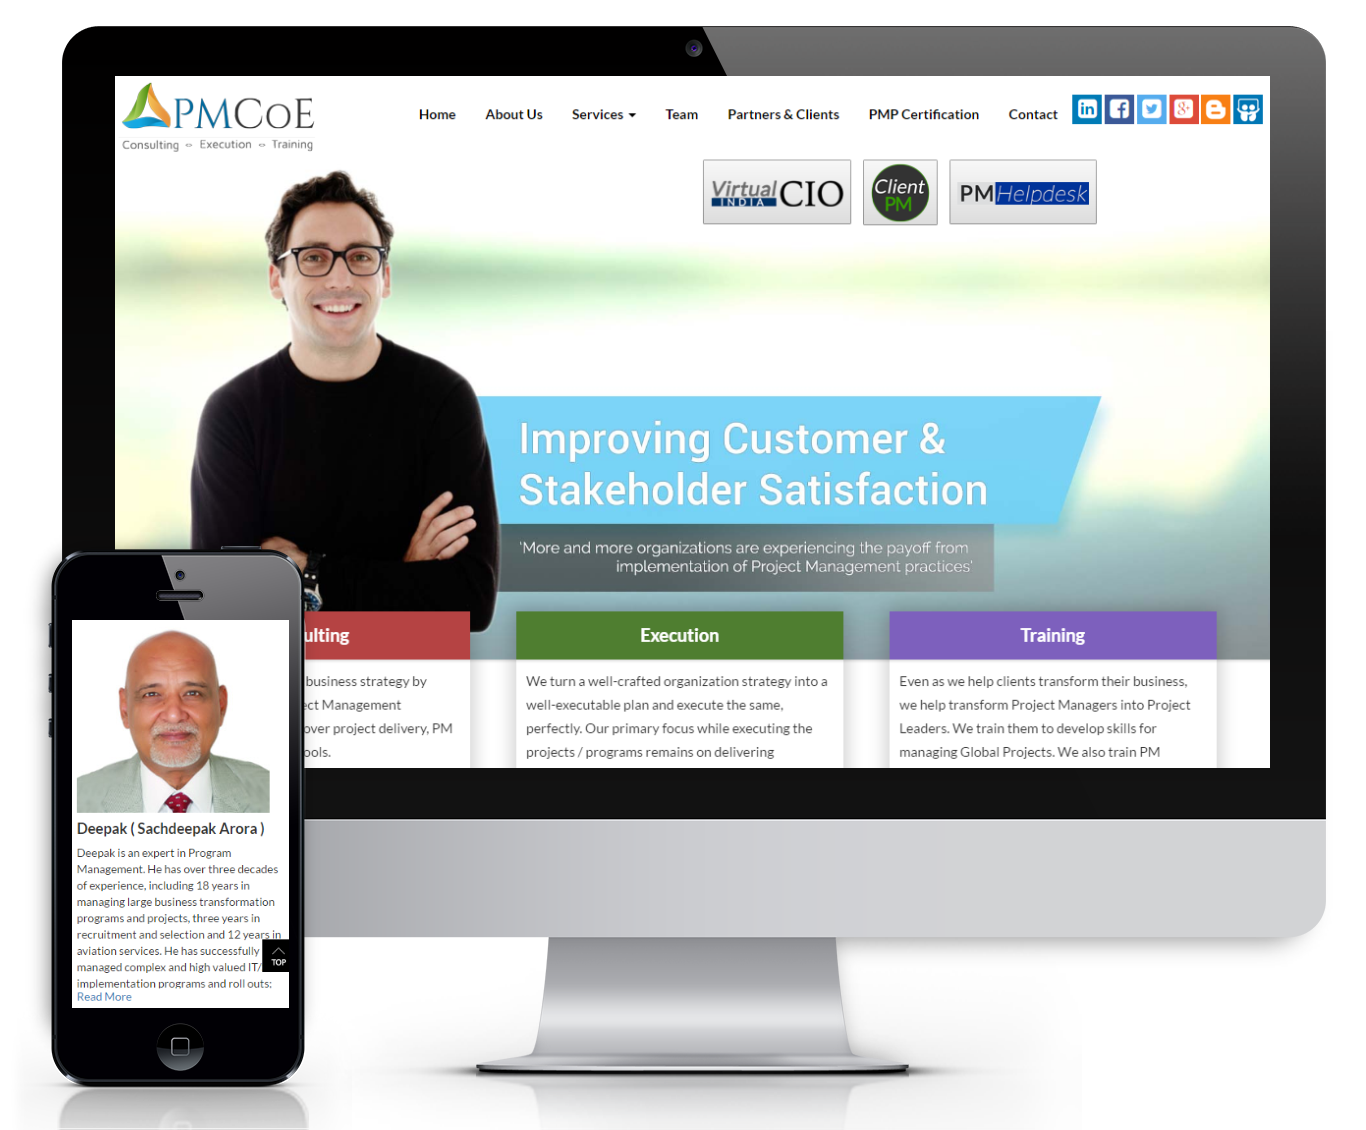 PMCoE
Consulting ⇔ Execution ⇔ Training
Home About Us Services Team Partners & Clients PMP Certification Contact
Virtual INDIA CIO
Client PM
PM Helpdesk
Improving Customer &
Stakeholder Satisfaction
'More and more organizations are experiencing the payoff from
implementation of Project Management practices'
Execution
We turn a well-crafted organization strategy into a
well-executable plan and execute the same,
perfectly. Our primary focus while executing the
projects / programs remains on delivering
Training
Even as we help clients transform their business,
we help transform Project Managers into Project
Leaders. We train them to develop skills for
managing Global Projects. We also train PM
business strategy by
Management
over project delivery, PM
Deepak ( Sachdeepak Arora )
Deepak is an expert in Program
Management. He has over three decades
of experience, including 18 years in
managing large business transformation
programs and projects, three years in
recruitment and selection and 12 years in
aviation services. He has successfully
managed complex and high valued IT/
implementation programs and roll outs;
Read More
TOP